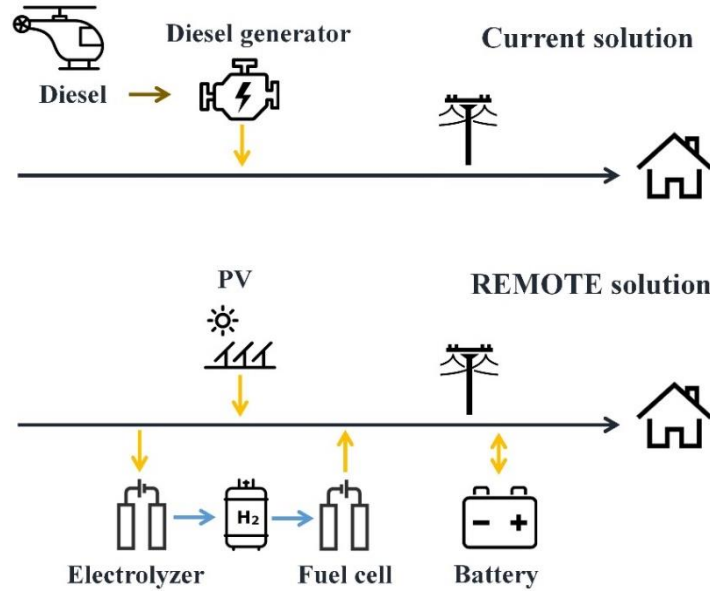 Diesel generator
Current solution
Diesel
PV
REMOTE solution
H₂
Electrolyzer
Fuel cell
Battery